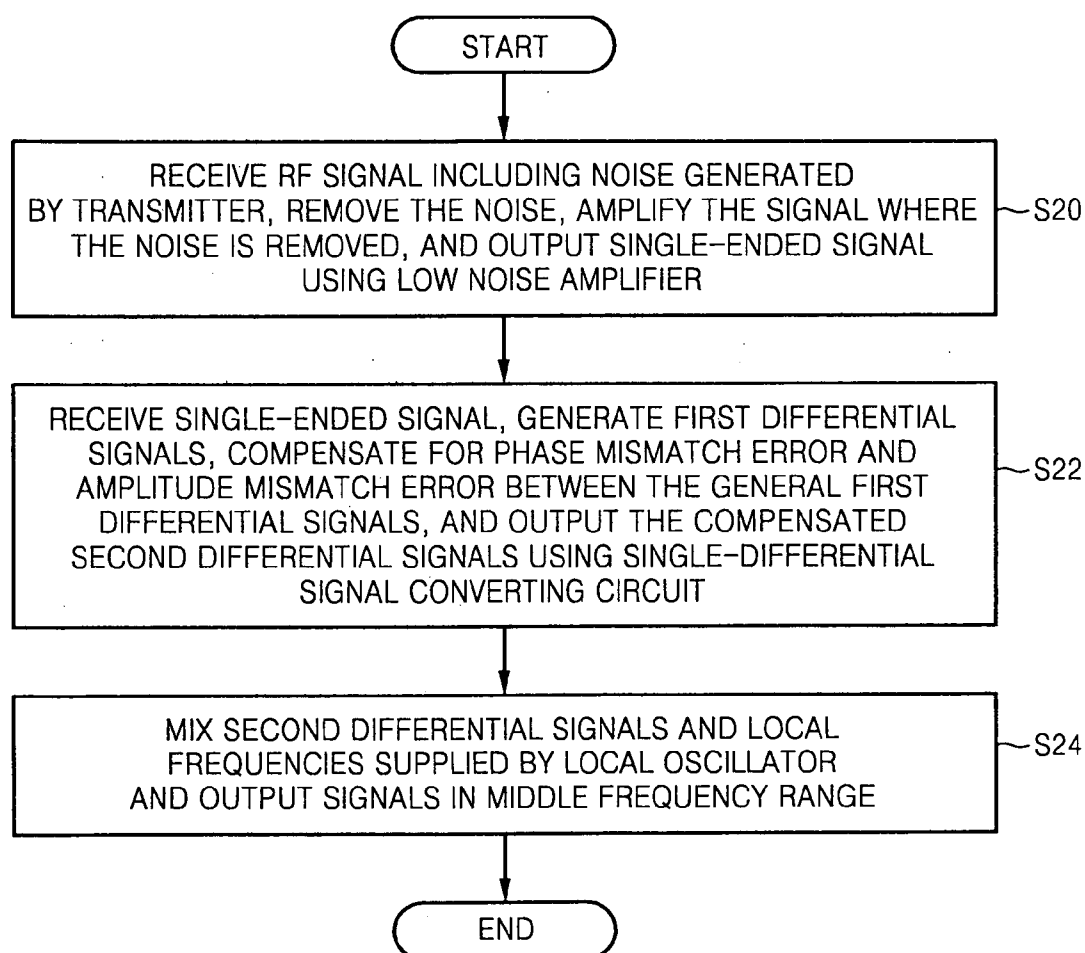 START
RECEIVE RF SIGNAL INCLUDING NOISE GENERATED
BY TRANSMITTER, REMOVE THE NOISE, AMPLIFY THE SIGNAL WHERE
THE NOISE IS REMOVED, AND OUTPUT SINGLE-ENDED SIGNAL
USING LOW NOISE AMPLIFIER
S20
RECEIVE SINGLE-ENDED SIGNAL, GENERATE FIRST DIFFERENTIAL
SIGNALS, COMPENSATE FOR PHASE MISMATCH ERROR AND
AMPLITUDE MISMATCH ERROR BETWEEN THE GENERAL FIRST
DIFFERENTIAL SIGNALS, AND OUTPUT THE COMPENSATED
SECOND DIFFERENTIAL SIGNALS USING SINGLE-DIFFERENTIAL
SIGNAL CONVERTING CIRCUIT
S22
MIX SECOND DIFFERENTIAL SIGNALS AND LOCAL
FREQUENCIES SUPPLIED BY LOCAL OSCILLATOR
AND OUTPUT SIGNALS IN MIDDLE FREQUENCY RANGE
S24
END